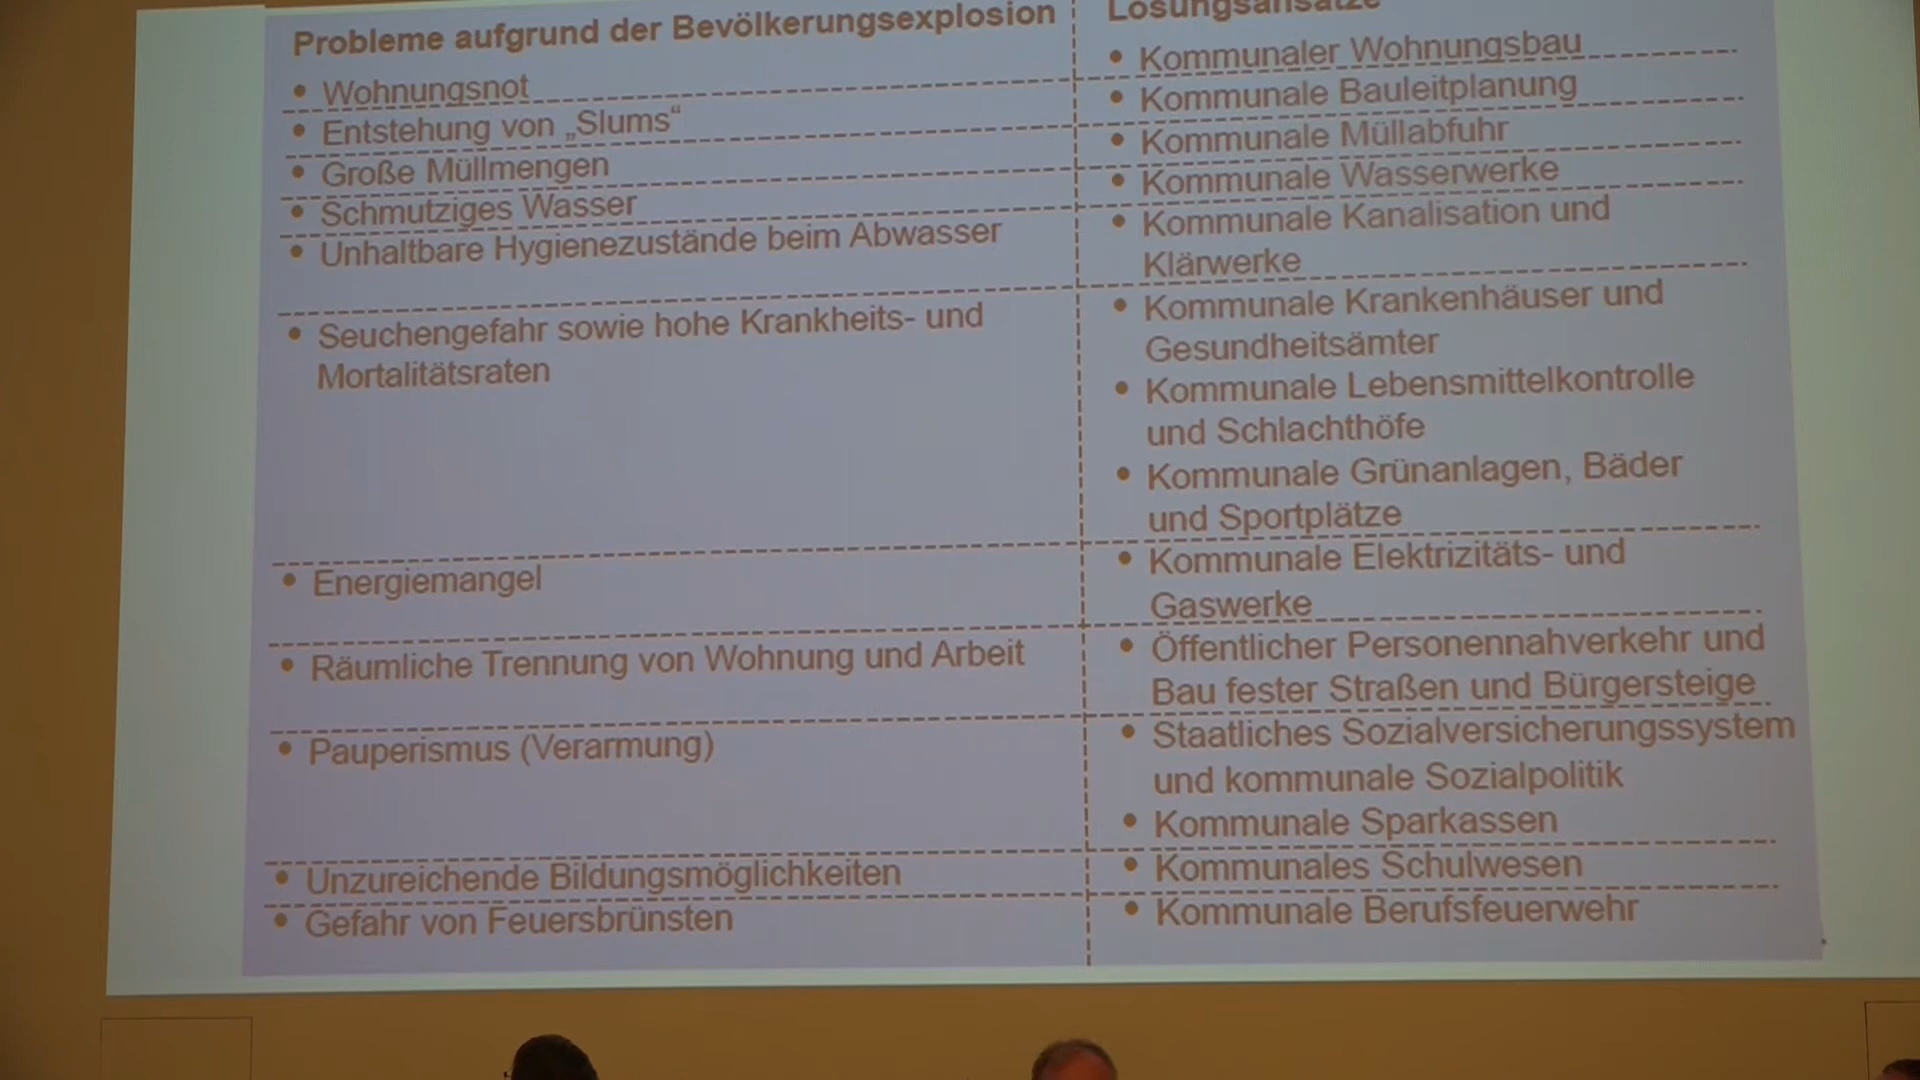 Probleme aufgrund der Bevölkerungsexplosion
Lösungsansätze
• Wohnungsnot
• Kommunaler Wohnungsbau
• Entstehung von „Slums“
• Kommunale Bauleitplanung
• Große Müllmengen
• Kommunale Müllabfuhr
• Schmutziges Wasser
• Kommunale Wasserwerke
• Unhaltbare Hygienezustände beim Abwasser
• Kommunale Kanalisation und
Klärwerke
• Seuchengefahr sowie hohe Krankheits- und
Mortalitätsraten
• Kommunale Krankenhäuser und
Gesundheitsämter
• Kommunale Lebensmittelkontrolle
und Schlachthöfe
• Kommunale Grünanlagen, Bäder
und Sportplätze
• Energiemangel
• Kommunale Elektrizitäts- und
Gaswerke
• Räumliche Trennung von Wohnung und Arbeit
• Öffentlicher Personennahverkehr und
Bau fester Straßen und Bürgersteige
• Pauperismus (Verarmung)
• Staatliches Sozialversicherungssystem
und kommunale Sozialpolitik
• Kommunale Sparkassen
• Unzureichende Bildungsmöglichkeiten
• Kommunales Schulwesen
• Gefahr von Feuersbrünsten
• Kommunale Berufsfeuerwehr